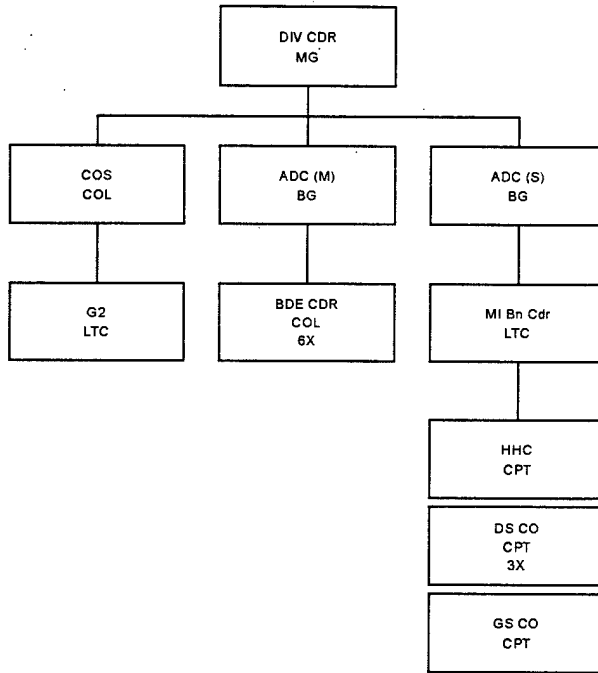 DIV CDR
MG
COS
COL
ADC (M)
BG
ADC (S)
BG
G2
LTC
BDE CDR
COL
6X
MI Bn Cdr
LTC
HHC
CPT
DS CO
CPT
3X
GS CO
CPT